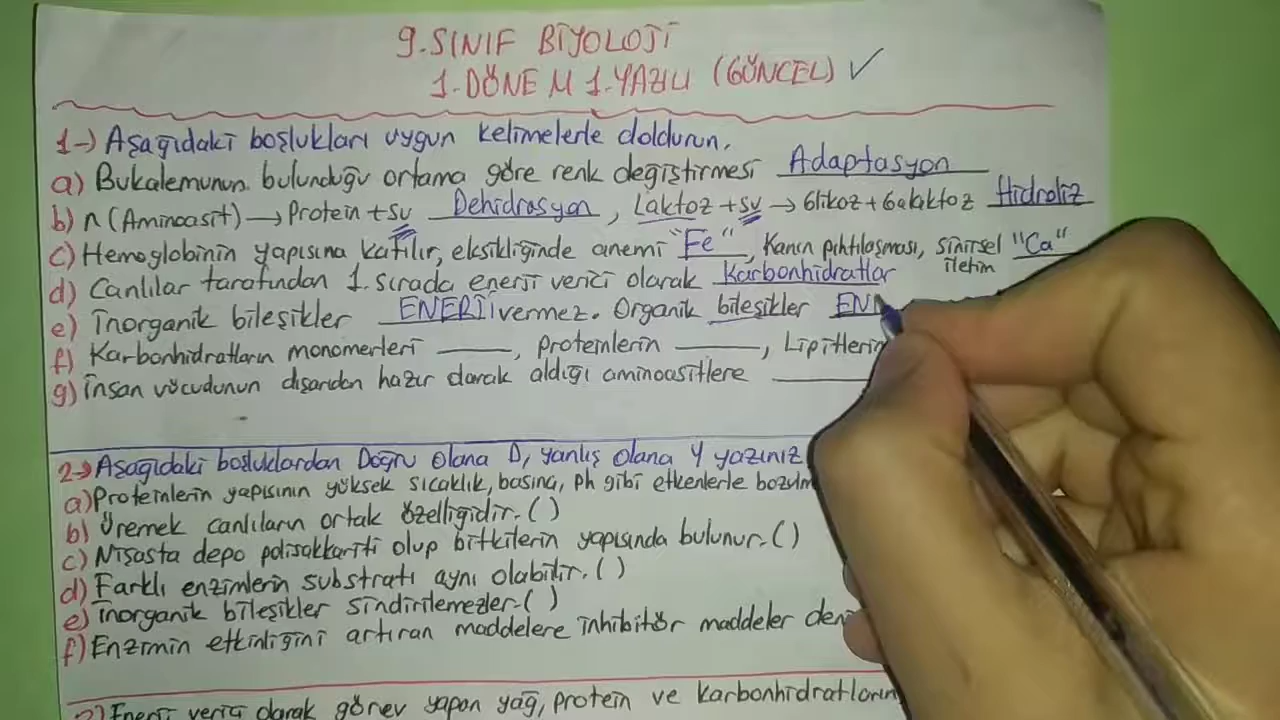 9.SINIF BİYOLOJİ
1.DÖNEM 1.YAZILI (GÜNCEL) ✓
1-) Aşağıdaki boşlukları uygun kelimelerle doldurun.
a) Bukalemunun bulunduğu ortama göre renk değiştirmesi Adaptasyon
b) n(Aminoasit) → Protein + Su Dehidrasyon, Laktoz + su → Glikoz + Galaktoz Hidroliz
c) Hemoglobinin yapısına katılır, eksikliğinde anemi "Fe", Kanın pıhtılaşması, sinirsel iletim "Ca"
d) Canlılar tarafından 1. sırada enerji verici olarak Karbonhidratlar
e) İnorganik bileşikler ENERJİ vermez. Organik bileşikler EN
f) Karbonhidratların monomerleri ____, proteinlerin ____, Lipitlerin
g) İnsan vücudunun dışarıdan hazır olarak aldığı aminoasitlere ____
2-) Aşağıdaki boşluklardan Doğru olana D, yanlış olana Y yazınız
a) Proteinlerin yapısının yüksek sıcaklık, basınç, pH gibi etkenlerle bozulm
b) Üremek canlıların ortak özelliğidir. ( )
c) Nişasta depo polisakkariti olup bitkilerin yapısında bulunur. ( )
d) Farklı enzimlerin substratı aynı olabilir. ( )
e) İnorganik bileşikler sindirilemezler. ( )
f) Enzimin etkinliğini artıran maddelere inhibitör maddeler den
3) Enerji verici olarak görev yapan yağ, protein ve karbonhidratların